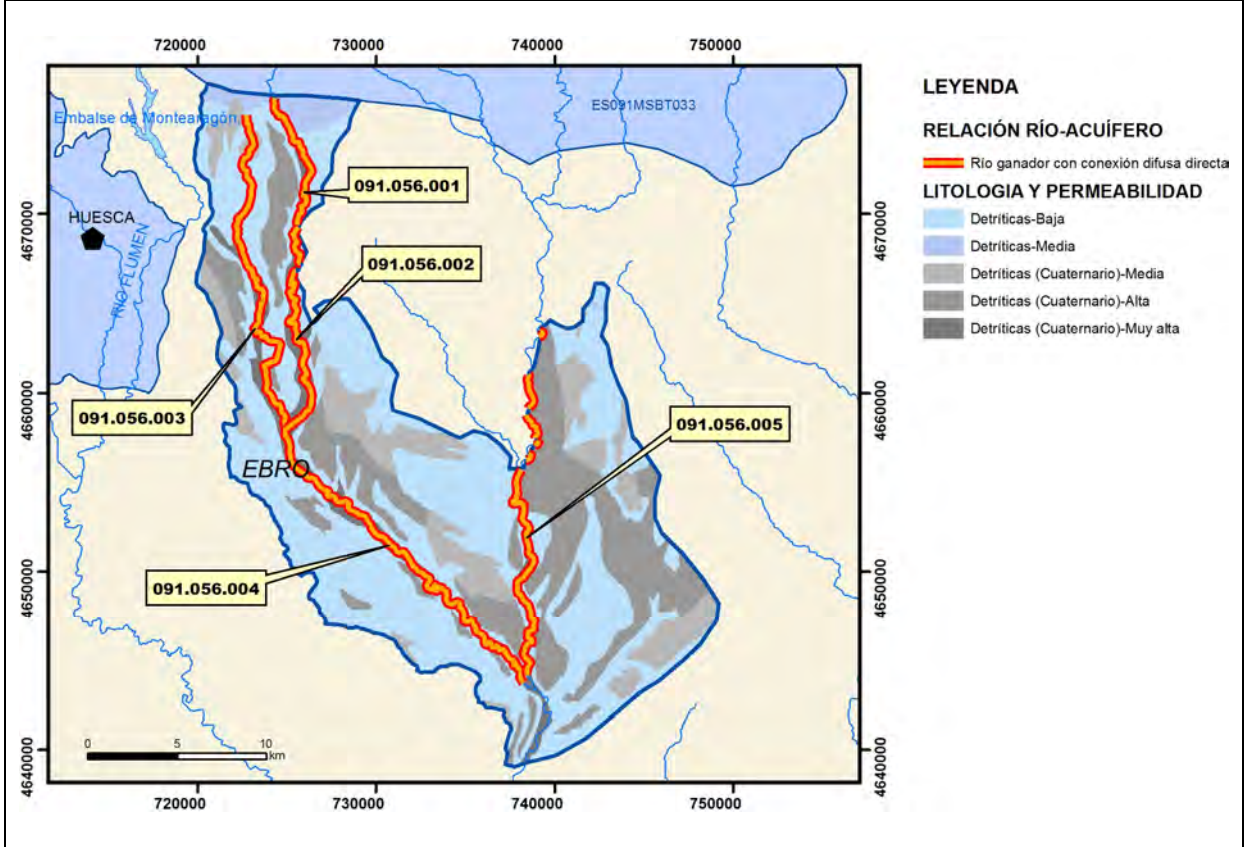 720000 730000 740000 750000
Embalse de Montearagón
ES091MSBT033
091.056.001
HUESCA
RÍO FLUMEN
091.056.002
091.056.003
091.056.005
EBRO
091.056.004
0 5 10
km
4670000
4660000
4650000
4640000
4670000
4660000
4650000
4640000
720000 730000 740000 750000
LEYENDA
RELACIÓN RÍO-ACUÍFERO
Río ganador con conexión difusa directa
LITOLOGIA Y PERMEABILIDAD
Detríticas-Baja
Detríticas-Media
Detríticas (Cuaternario)-Media
Detríticas (Cuaternario)-Alta
Detríticas (Cuaternario)-Muy alta